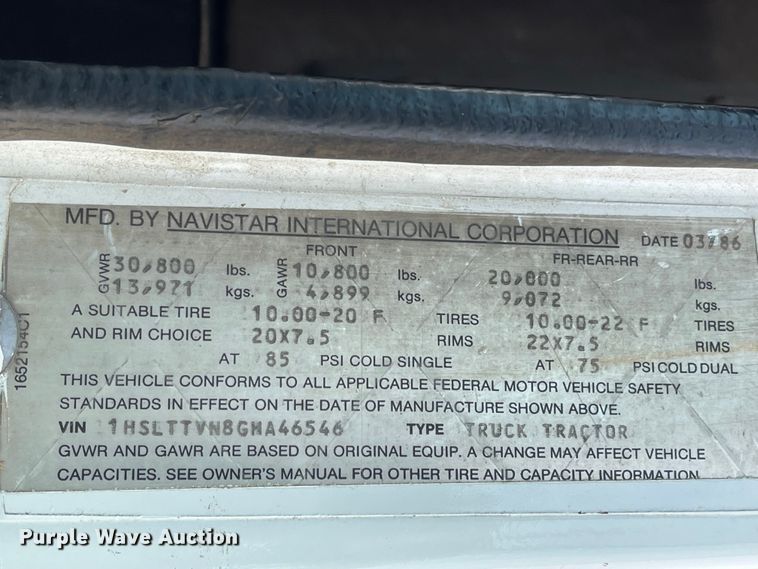 MFD. BY NAVISTAR INTERNATIONAL CORPORATION DATE 03/86
FRONT FR-REAR-RR
GVWR 30,800 lbs. GAWR 10,800 lbs. 20,000 lbs.
13,971 kgs. 4,899 kgs. 9,072 kgs.
A SUITABLE TIRE 10.00-20 F TIRES 10.00-22 F TIRES
AND RIM CHOICE 20X7.5 RIMS 22X7.5 RIMS
AT 85 PSI COLD SINGLE AT 75 PSI COLD DUAL
THIS VEHICLE CONFORMS TO ALL APPLICABLE FEDERAL MOTOR VEHICLE SAFETY
STANDARDS IN EFFECT ON THE DATE OF MANUFACTURE SHOWN ABOVE.
VIN 1HSLTTVN8GHA46546 TYPE TRUCK TRACTOR
GVWR AND GAWR ARE BASED ON ORIGINAL EQUIP. A CHANGE MAY AFFECT VEHICLE
CAPACITIES. SEE OWNER'S MANUAL FOR OTHER TIRE AND CAPACITY INFORMATION
1652154C1
Purple Wave Auction